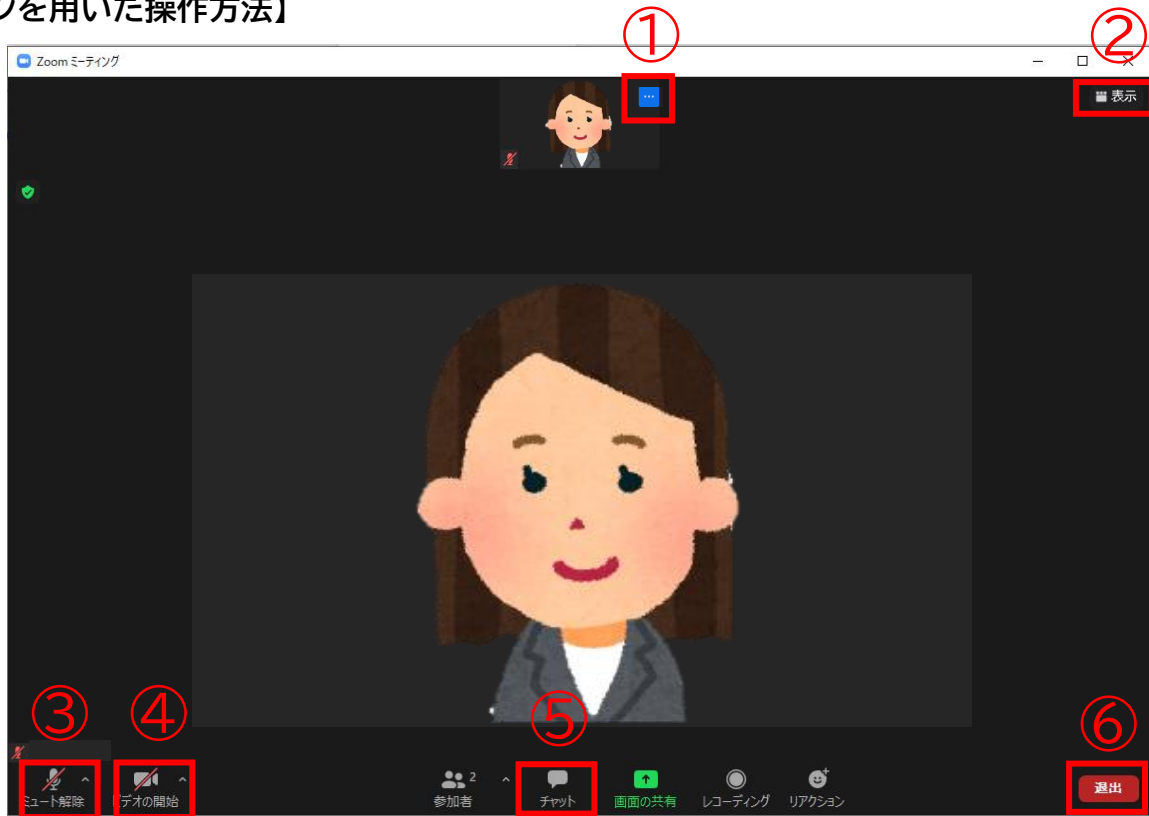 ジを用いた操作方法】
①
②
Zoom ミーティング
表示
③
④
⑤
⑥
ミュート解除
ビデオの開始
参加者 2
チャット
画面の共有
レコーディング
リアクション
退出